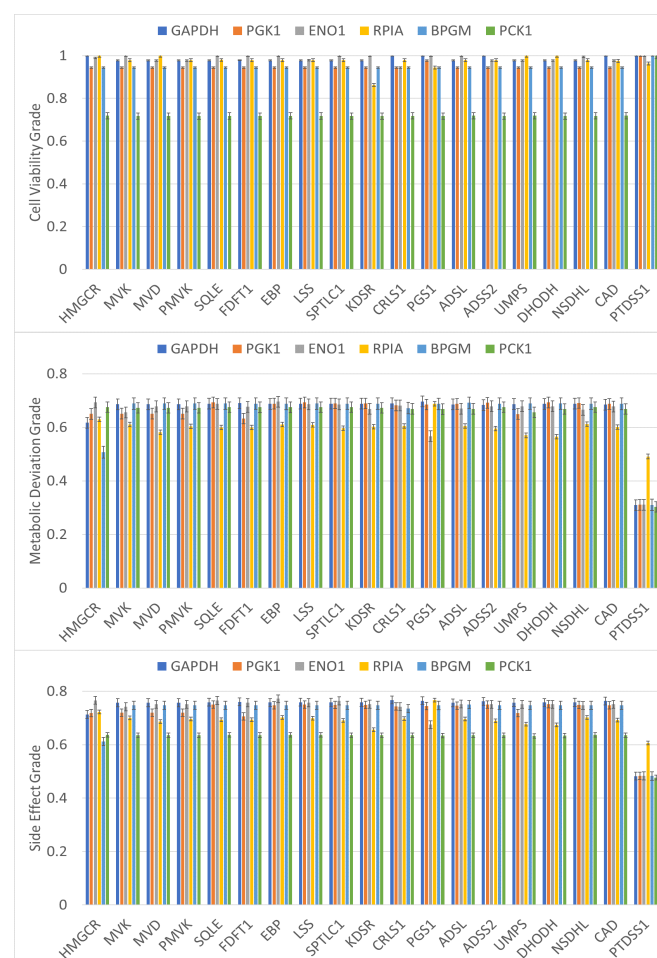 GAPDH PGK1 ENO1 RPIA BPGM PCK1
Cell Viability Grade
1
0.8
0.6
0.4
0.2
0
HMGCR MVK MVD PMVK SQLE FDFT1 EBP LSS SPTLC1 KDSR CRLS1 PGS1 ADSL ADSS2 UMPS DHODH NSDHL CAD PTDSS1
GAPDH PGK1 ENO1 RPIA BPGM PCK1
Metabolic Deviation Grade
0.8
0.6
0.4
0.2
0
HMGCR MVK MVD PMVK SQLE FDFT1 EBP LSS SPTLC1 KDSR CRLS1 PGS1 ADSL ADSS2 UMPS DHODH NSDHL CAD PTDSS1
GAPDH PGK1 ENO1 RPIA BPGM PCK1
Side Effect Grade
0.8
0.6
0.4
0.2
0
HMGCR MVK MVD PMVK SQLE FDFT1 EBP LSS SPTLC1 KDSR CRLS1 PGS1 ADSL ADSS2 UMPS DHODH NSDHL CAD PTDSS1